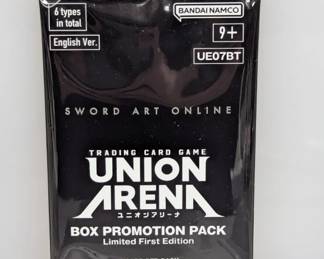 6 types
in total
English Ver.
BANDAI NAMCO
9+
UE07BT
SWORD ART ONLINE
TRADING CARD GAME
UNION
ARENA
ユニオンアリーナ
BOX PROMOTION PACK
Limited First Edition